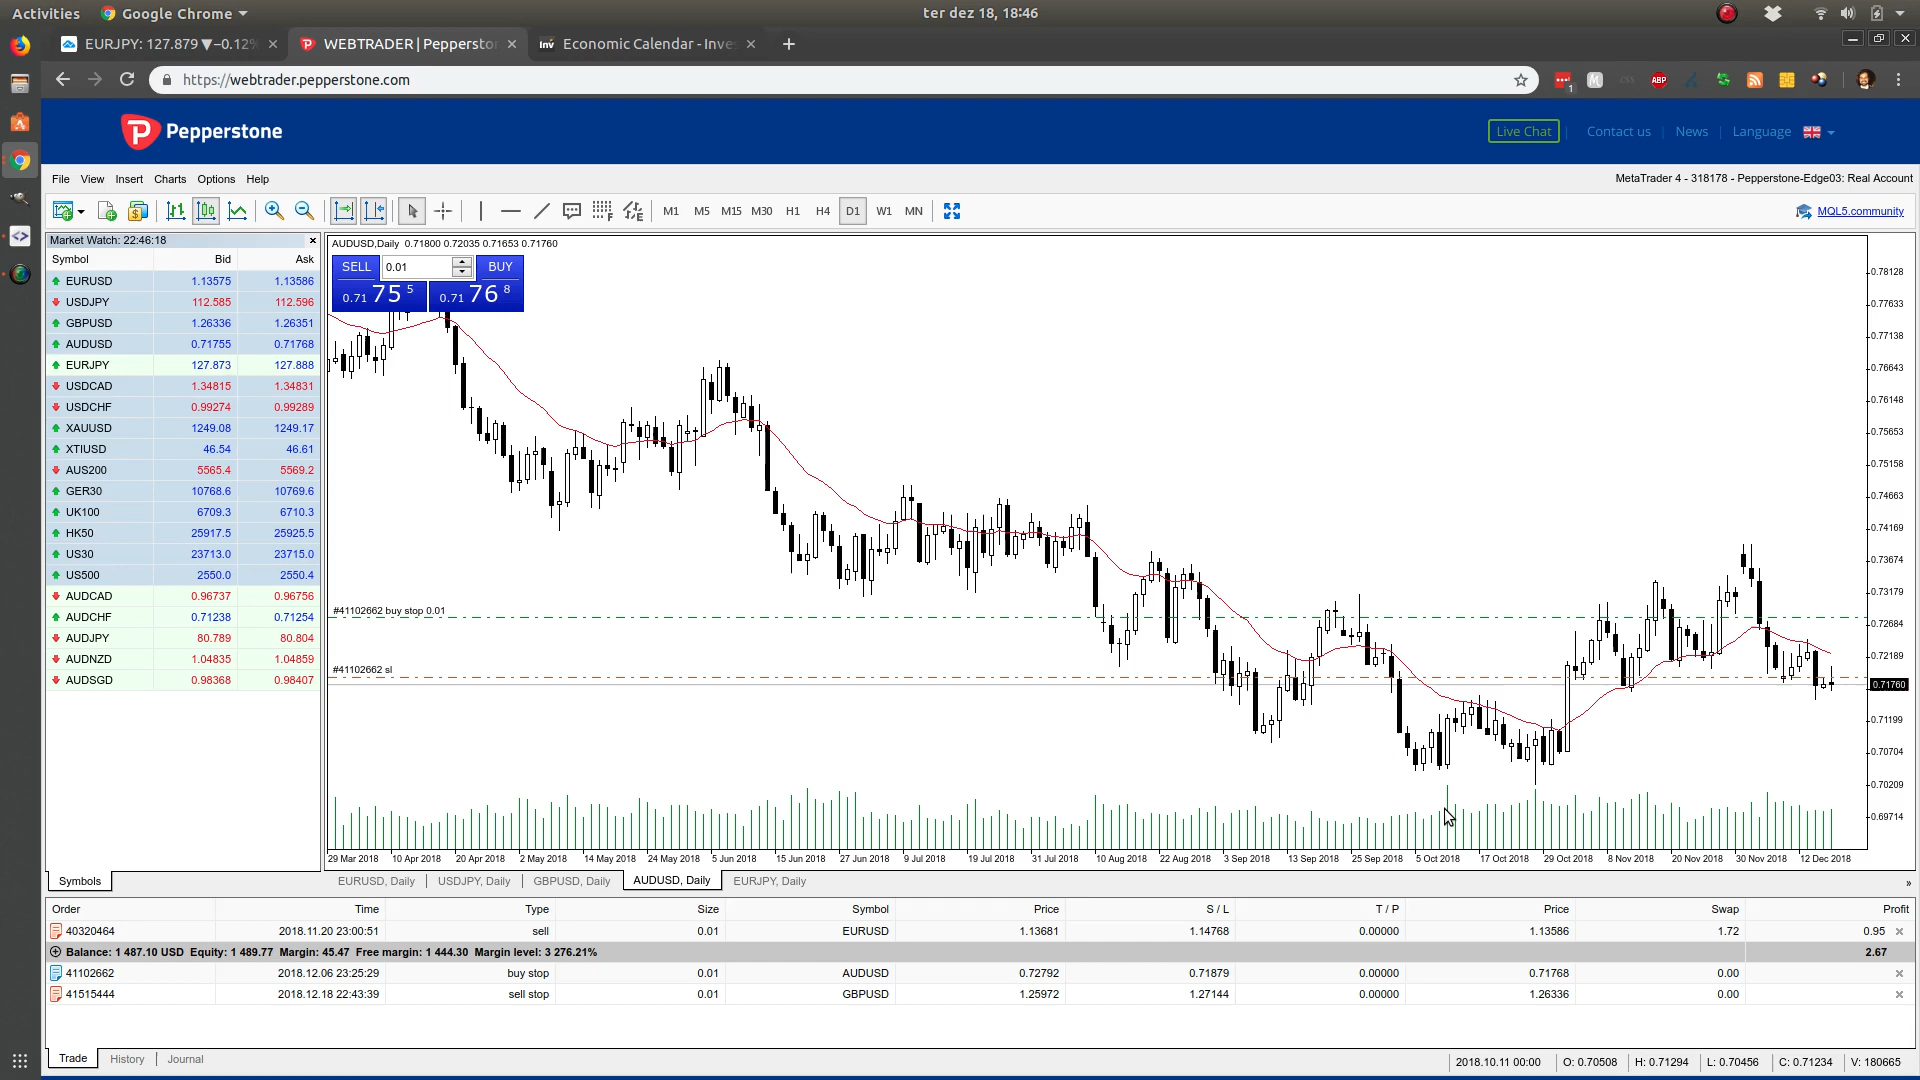 Activities Google Chrome ter dez 18, 18:46
EURJPY: 127.879 ▼−0.12% WEBTRADER | Peppersto Economic Calendar - Inve
https://webtrader.pepperstone.com
Pepperstone Live Chat Contact us News Language
File View Insert Charts Options Help MetaTrader 4 - 318178 - Pepperstone-Edge03: Real Account
M1 M5 M15 M30 H1 H4 D1 W1 MN MQL5.community
Market Watch: 22:46:18
Symbol Bid Ask
EURUSD 1.13575 1.13586
USDJPY 112.585 112.596
GBPUSD 1.26336 1.26351
AUDUSD 0.71755 0.71768
EURJPY 127.873 127.888
USDCAD 1.34815 1.34831
USDCHF 0.99274 0.99289
XAUUSD 1249.08 1249.17
XTIUSD 46.54 46.61
AUS200 5565.4 5569.2
GER30 10768.6 10769.6
UK100 6709.3 6710.3
HK50 25917.5 25925.5
US30 23713.0 23715.0
US500 2550.0 2550.4
AUDCAD 0.96737 0.96756
AUDCHF 0.71238 0.71254
AUDJPY 80.789 80.804
AUDNZD 1.04835 1.04859
AUDSGD 0.98368 0.98407
Symbols
AUDUSD,Daily 0.71800 0.72035 0.71653 0.71760
SELL 0.01 BUY
0.71 75 5 0.71 76 8
#41102662 buy stop 0.01
#41102662 sl
0.78128
0.77633
0.77138
0.76643
0.76148
0.75653
0.75158
0.74663
0.74169
0.73674
0.73179
0.72684
0.72189
0.71760
0.71199
0.70704
0.70209
0.69714
29 Mar 2018 10 Apr 2018 20 Apr 2018 2 May 2018 14 May 2018 24 May 2018 5 Jun 2018 15 Jun 2018 27 Jun 2018 9 Jul 2018 19 Jul 2018 31 Jul 2018 10 Aug 2018 22 Aug 2018 3 Sep 2018 13 Sep 2018 25 Sep 2018 5 Oct 2018 17 Oct 2018 29 Oct 2018 8 Nov 2018 20 Nov 2018 30 Nov 2018 12 Dec 2018
EURUSD, Daily USDJPY, Daily GBPUSD, Daily AUDUSD, Daily EURJPY, Daily
Order Time Type Size Symbol Price S / L T / P Price Swap Profit
40320464 2018.11.20 23:00:51 sell 0.01 EURUSD 1.13681 1.14768 0.00000 1.13586 1.72 0.95
Balance: 1 487.10 USD Equity: 1 489.77 Margin: 45.47 Free margin: 1 444.30 Margin level: 3 276.21% 2.67
41102662 2018.12.06 23:25:29 buy stop 0.01 AUDUSD 0.72792 0.71879 0.00000 0.71768 0.00
41515444 2018.12.18 22:43:39 sell stop 0.01 GBPUSD 1.25972 1.27144 0.00000 1.26336 0.00
Trade History Journal
2018.10.11 00:00 O: 0.70508 H: 0.71294 L: 0.70456 C: 0.71234 V: 180665